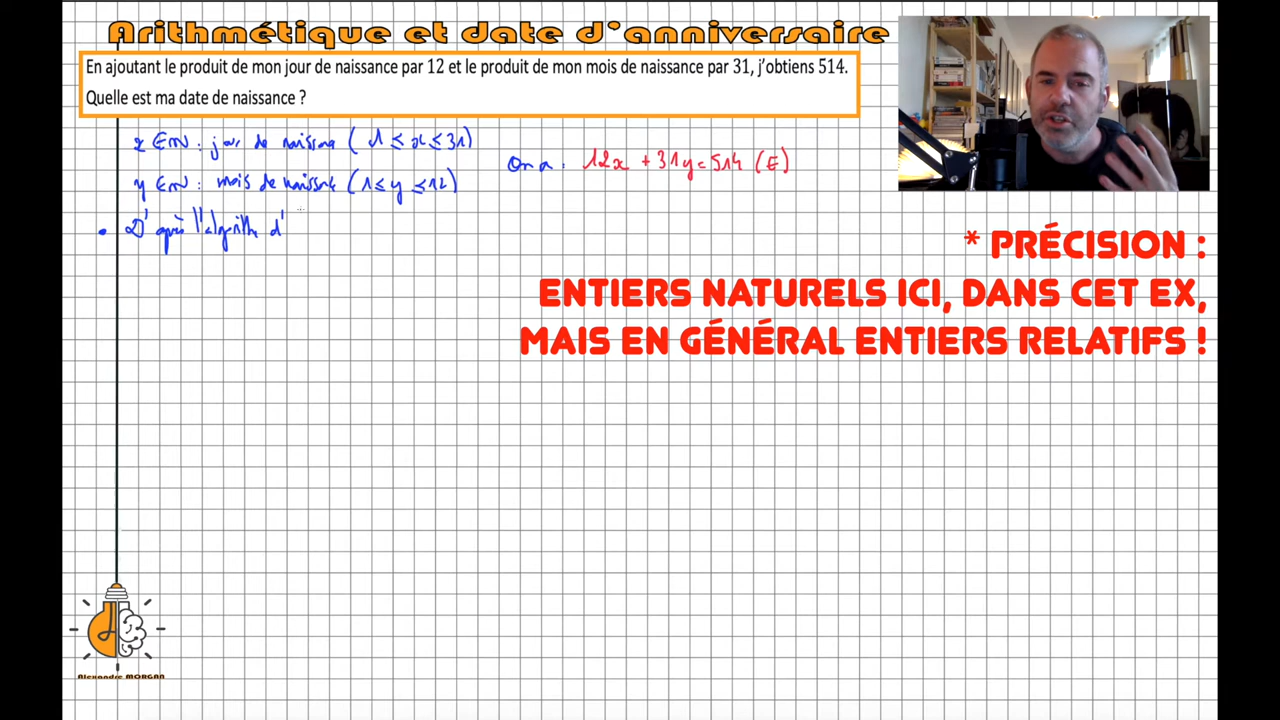 Arithmétique et date d'anniversaire
En ajoutant le produit de mon jour de naissance par 12 et le produit de mon mois de naissance par 31, j'obtiens 514.
Quelle est ma date de naissance ?
x ∈ ℕ : jour de naissance ( 1 ≤ x ≤ 31)
On a : 12x + 31y = 514 (E)
y ∈ ℕ : mois de naissance (1 ≤ y ≤ 12)
• D'après l'algorithme d'
* PRÉCISION :
ENTIERS NATURELS ICI, DANS CET EX,
MAIS EN GÉNÉRAL ENTIERS RELATIFS !
Alexandre MORGAN